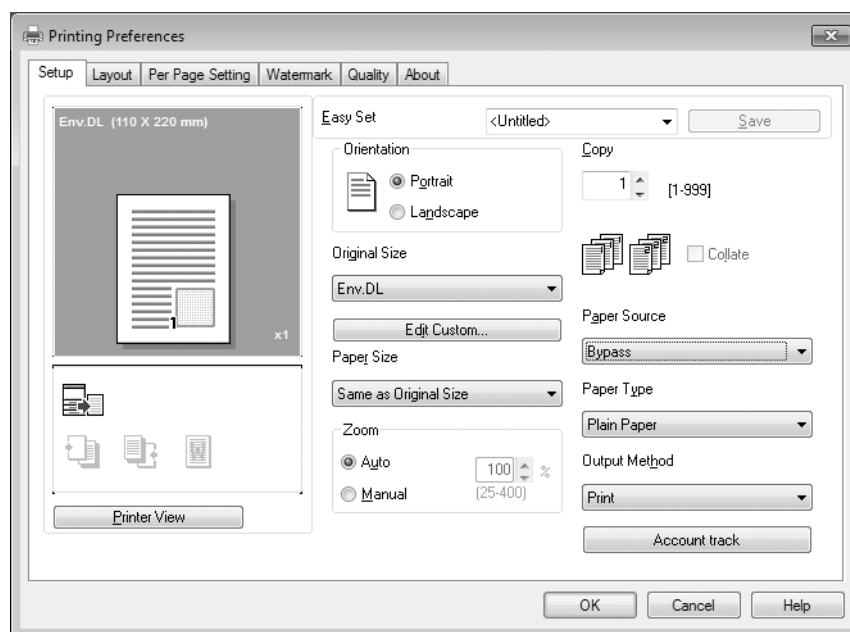 Printing Preferences
Setup Layout Per Page Setting Watermark Quality About
Env.DL (110 X 220 mm)
1
x1
Printer View
Easy Set <Untitled> Save
Orientation
Portrait
Landscape
Original Size
Env.DL
Edit Custom...
Paper Size
Same as Original Size
Zoom
Auto
Manual
100 %
(25-400)
Copy
1 [1-999]
Collate
Paper Source
Bypass
Paper Type
Plain Paper
Output Method
Print
Account track
OK Cancel Help